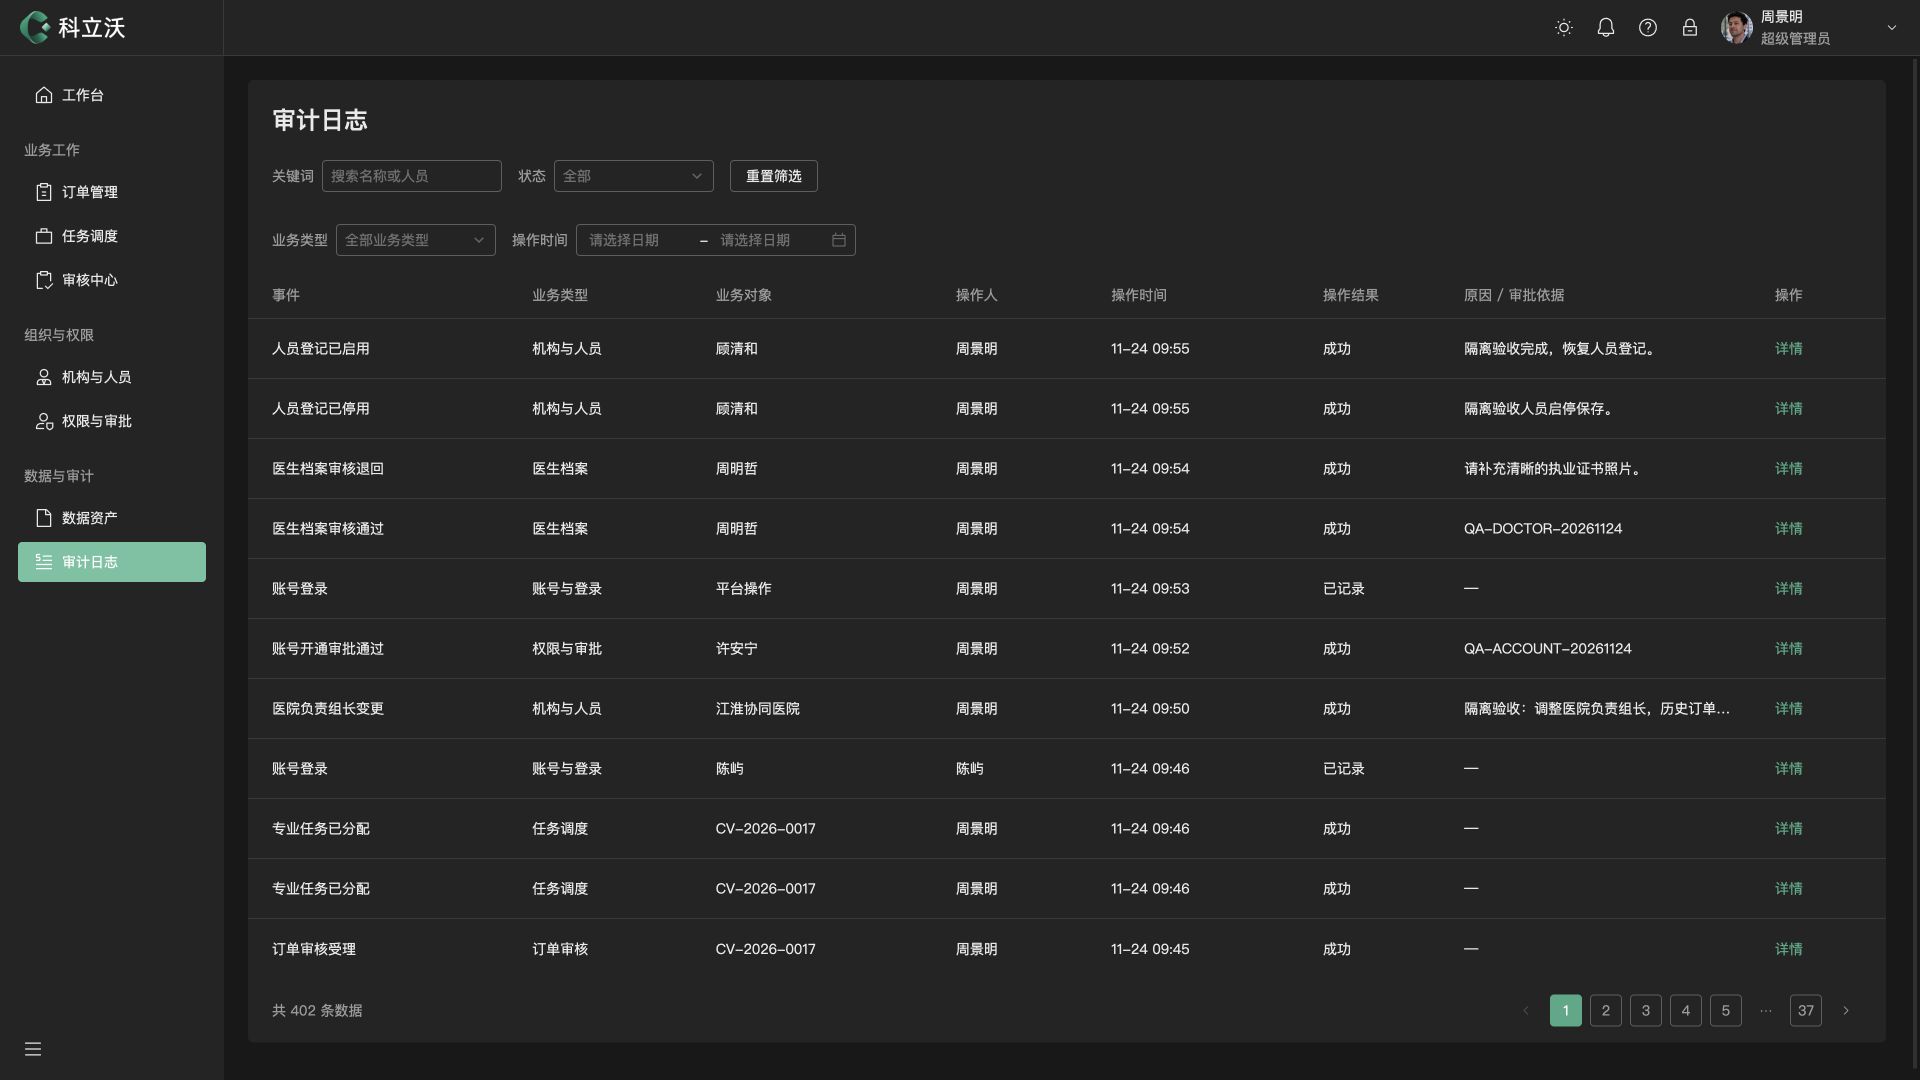 科立沃
周景明
超级管理员
工作台
业务工作
订单管理
任务调度
审核中心
组织与权限
机构与人员
权限与审批
数据与审计
数据资产
审计日志
审计日志
关键词 搜索名称或人员 状态 全部 重置筛选
业务类型 全部业务类型 操作时间 请选择日期 – 请选择日期
事件 业务类型 业务对象 操作人 操作时间 操作结果 原因 / 审批依据 操作
人员登记已启用 机构与人员 顾清和 周景明 11-24 09:55 成功 隔离验收完成，恢复人员登记。 详情
人员登记已停用 机构与人员 顾清和 周景明 11-24 09:55 成功 隔离验收人员启停保存。 详情
医生档案审核退回 医生档案 周明哲 周景明 11-24 09:54 成功 请补充清晰的执业证书照片。 详情
医生档案审核通过 医生档案 周明哲 周景明 11-24 09:54 成功 QA-DOCTOR-20261124 详情
账号登录 账号与登录 平台操作 周景明 11-24 09:53 已记录 — 详情
账号开通审批通过 权限与审批 许安宁 周景明 11-24 09:52 成功 QA-ACCOUNT-20261124 详情
医院负责组长变更 机构与人员 江淮协同医院 周景明 11-24 09:50 成功 隔离验收：调整医院负责组长，历史订单... 详情
账号登录 账号与登录 陈屿 陈屿 11-24 09:46 已记录 — 详情
专业任务已分配 任务调度 CV-2026-0017 周景明 11-24 09:46 成功 — 详情
专业任务已分配 任务调度 CV-2026-0017 周景明 11-24 09:46 成功 — 详情
订单审核受理 订单审核 CV-2026-0017 周景明 11-24 09:45 成功 — 详情
共 402 条数据 1 2 3 4 5 ··· 37